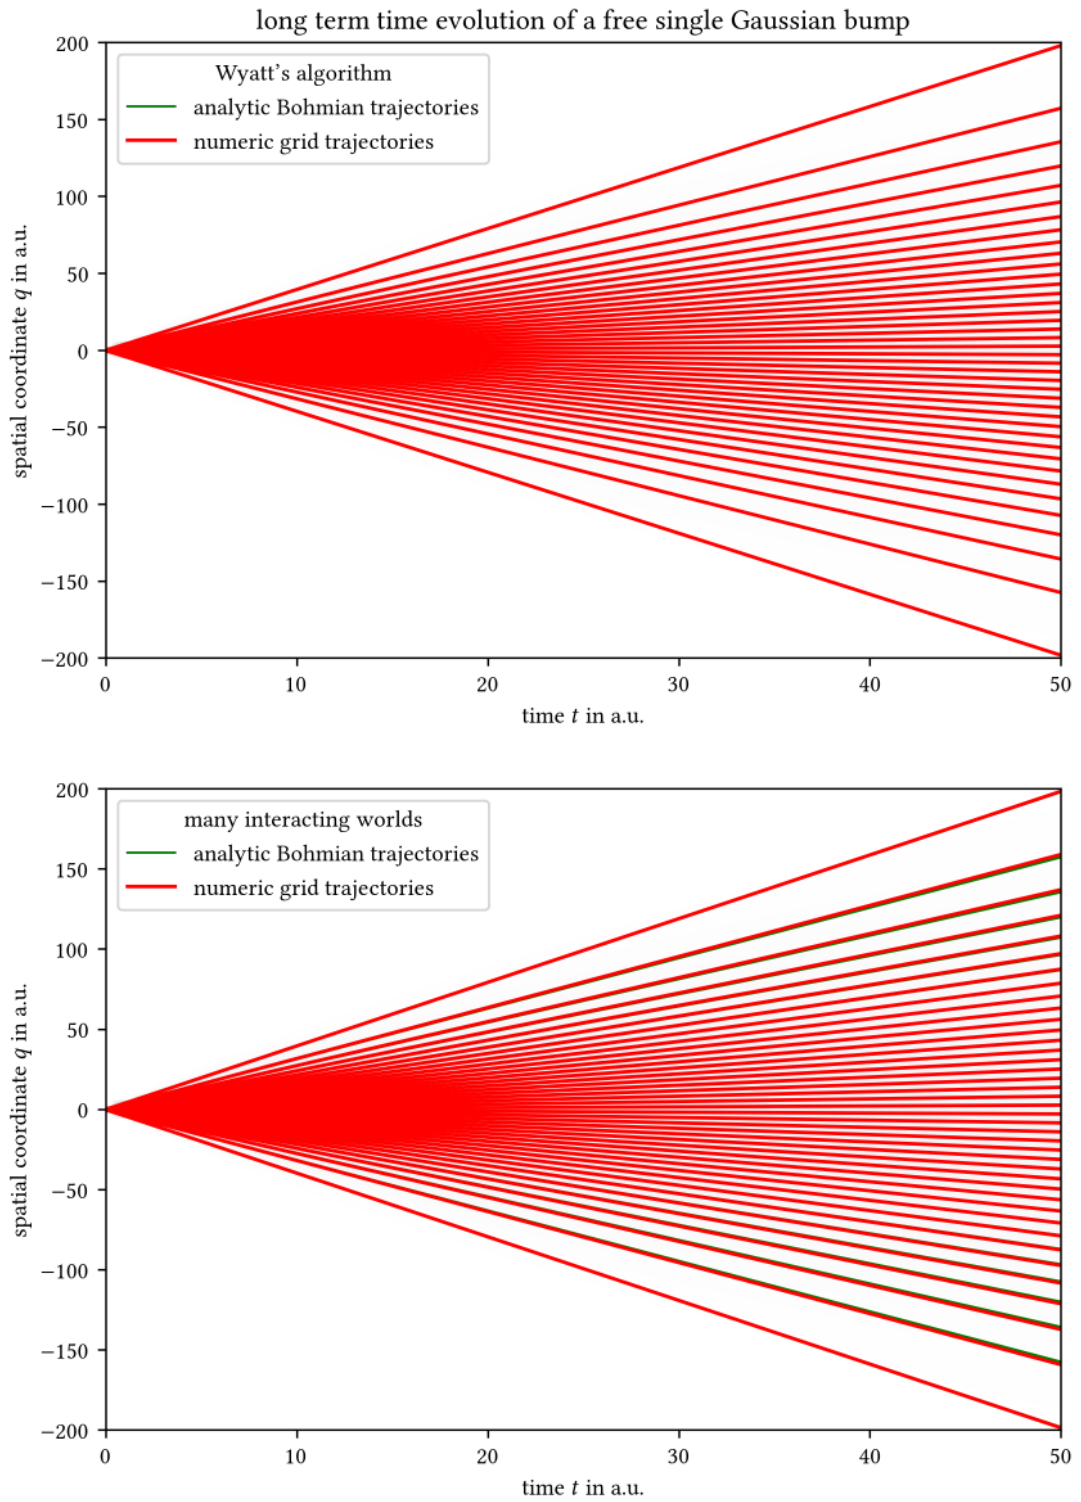 long term time evolution of a free single Gaussian bump
Wyatt's algorithm
analytic Bohmian trajectories
numeric grid trajectories
200
150
100
50
0
−50
−100
−150
−200
spatial coordinate q in a.u.
0 10 20 30 40 50
time t in a.u.
many interacting worlds
analytic Bohmian trajectories
numeric grid trajectories
200
150
100
50
0
−50
−100
−150
−200
spatial coordinate q in a.u.
0 10 20 30 40 50
time t in a.u.